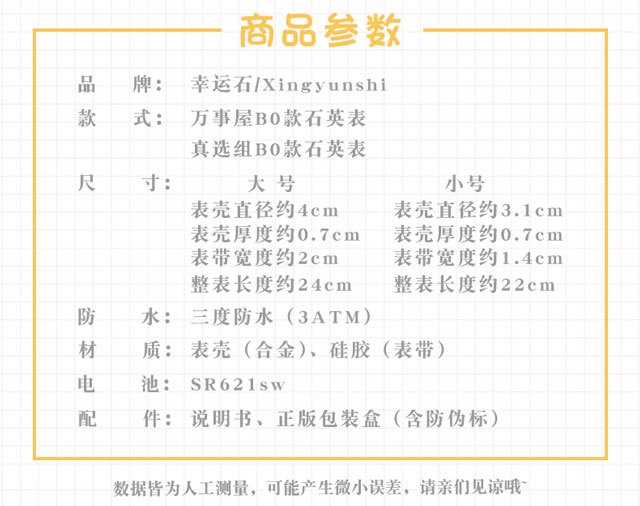 商品参数
品 牌： 幸运石/Xingyunshi
款 式： 万事屋B0款石英表
真选组B0款石英表
尺 寸： 大 号 小号
表壳直径约4cm 表壳直径约3.1cm
表壳厚度约0.7cm 表壳厚度约0.7cm
表带宽度约2cm 表带宽度约1.4cm
整表长度约24cm 整表长度约22cm
防 水： 三度防水（3ATM）
材 质： 表壳（合金）、硅胶（表带）
电 池： SR621sw
配 件： 说明书、正版包装盒（含防伪标）
数据皆为人工测量，可能产生微小误差，请亲们见谅哦~